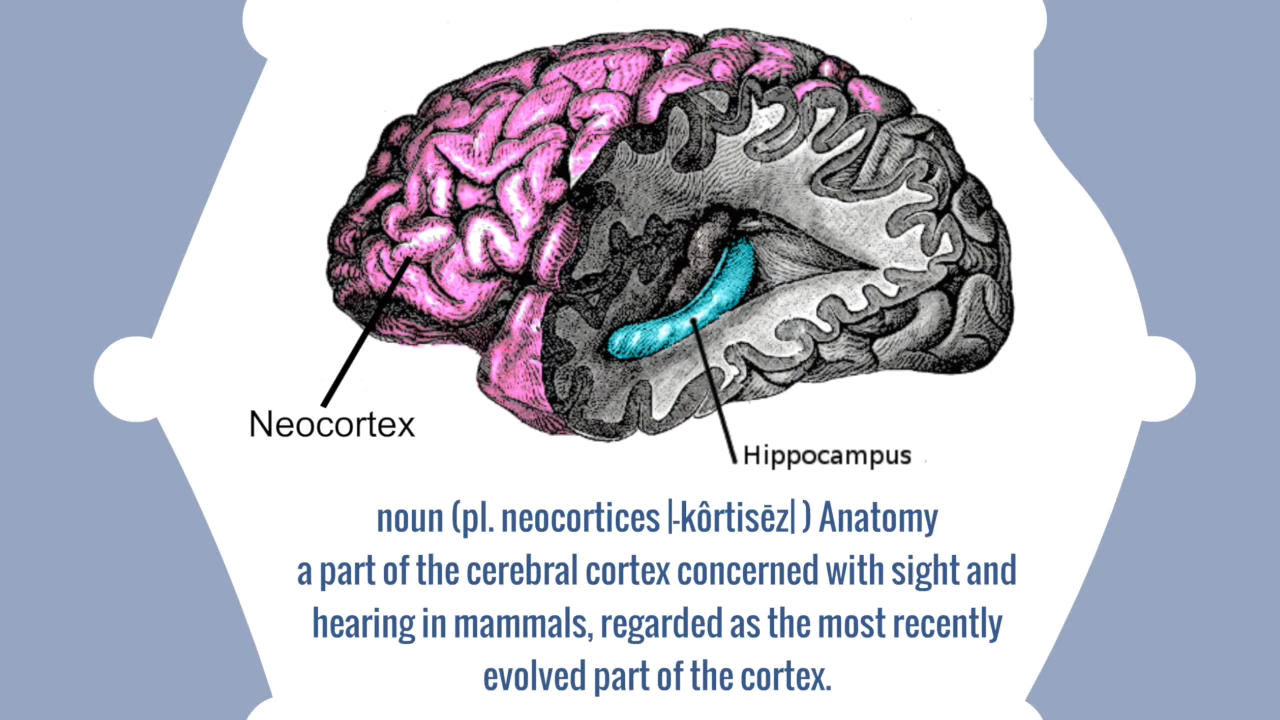 Neocortex
Hippocampus
noun (pl. neocortices |-kôrtisēz| ) Anatomy
a part of the cerebral cortex concerned with sight and
hearing in mammals, regarded as the most recently
evolved part of the cortex.